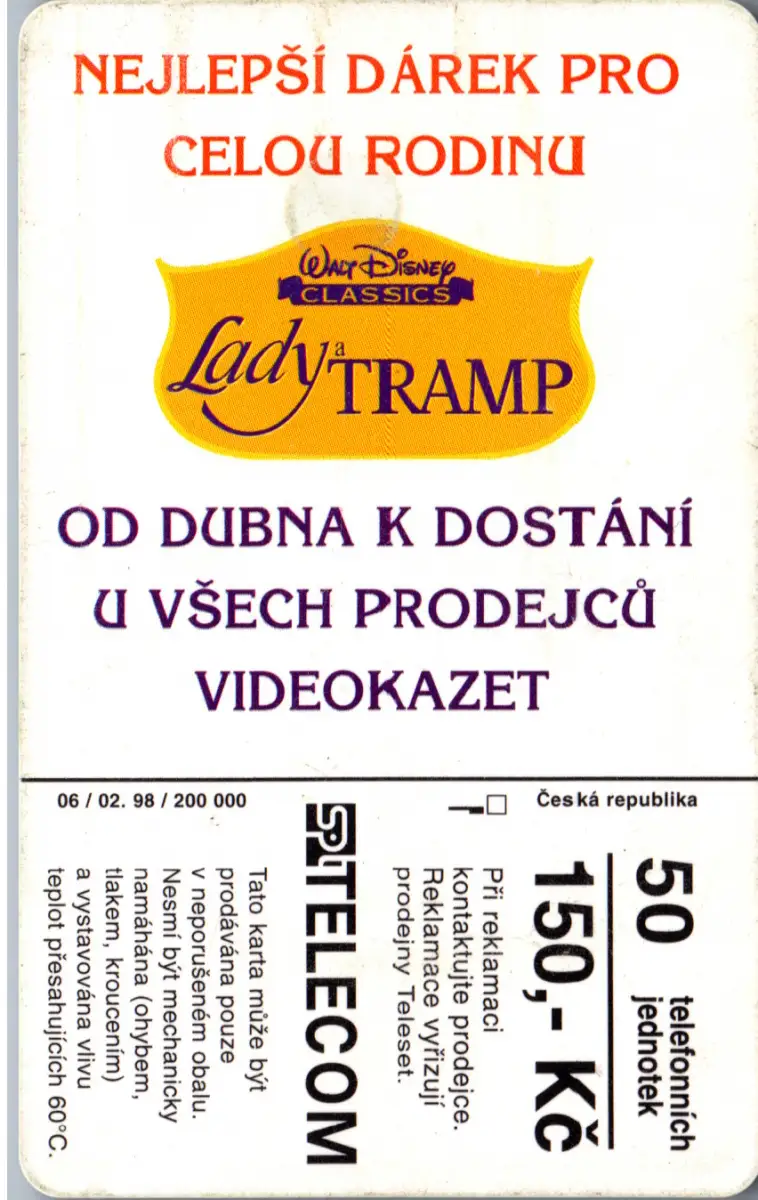 NEJLEPŠÍ DÁREK PRO
CELOU RODINU
WALT DISNEY
CLASSICS
Lady a TRAMP
OD DUBNA K DOSTÁNÍ
U VŠECH PRODEJCŮ
VIDEOKAZET
06 / 02. 98 / 200 000
Česká republika
50 telefonních
jednotek
150,- Kč
Při reklamaci
kontaktujte prodejce.
Reklamace vyřizují
prodejny Teleset.
SPT TELECOM
Tato karta může být
prodávána pouze
v neporušeném obalu.
Nesmí být mechanicky
namáhána (ohybem,
tlakem, kroucením)
a vystavována vlivu
teplot přesahujících 60°C.